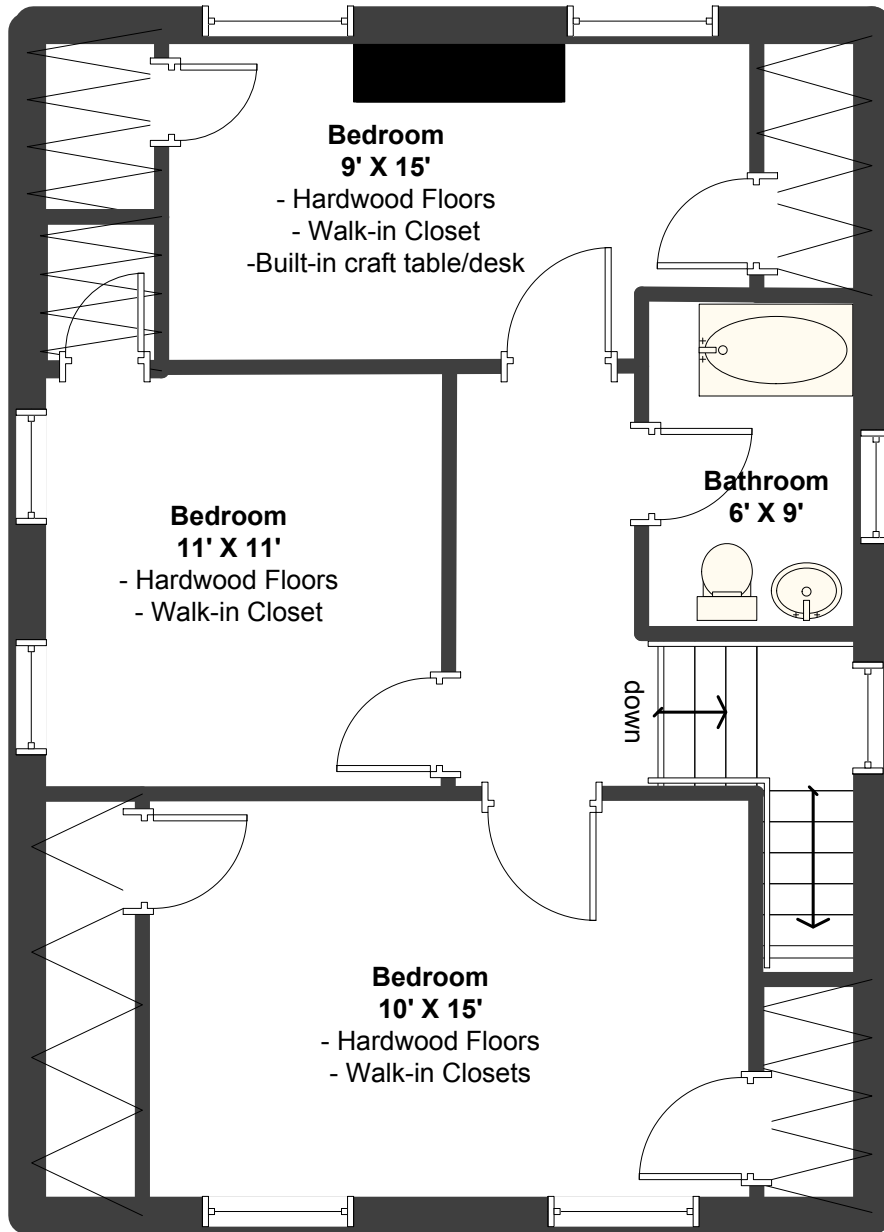 Bedroom
9' X 15'
- Hardwood Floors
- Walk-in Closet
-Built-in craft table/desk
Bathroom
6' X 9'
Bedroom
11' X 11'
- Hardwood Floors
- Walk-in Closet
down
Bedroom
10' X 15'
- Hardwood Floors
- Walk-in Closets